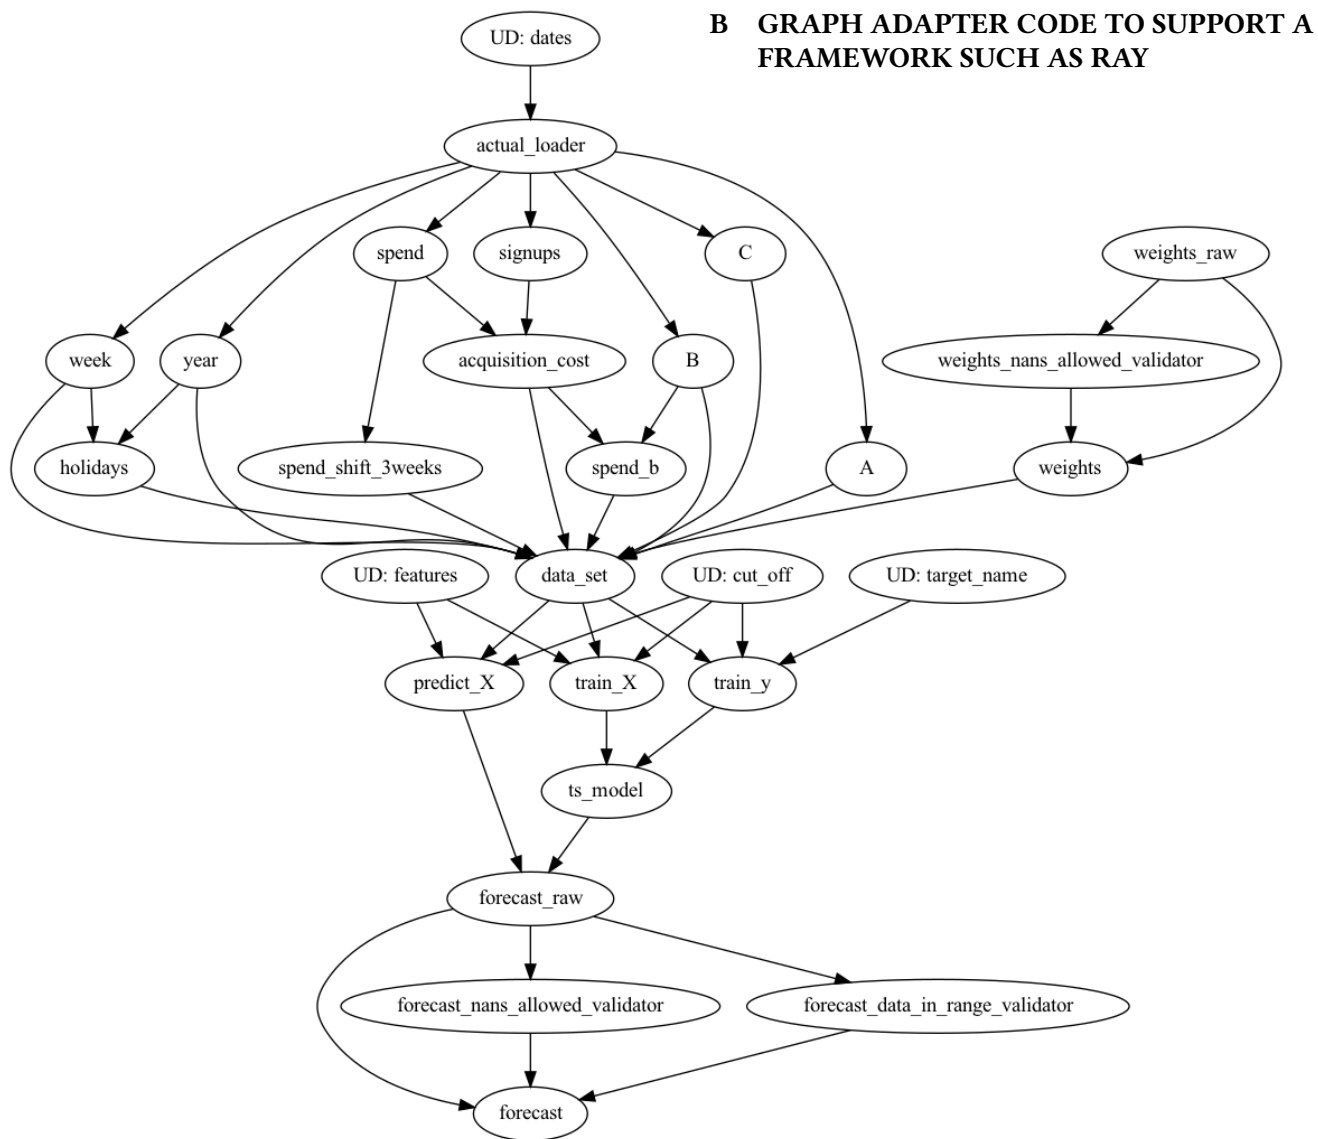 B GRAPH ADAPTER CODE TO SUPPORT A
FRAMEWORK SUCH AS RAY
UD: dates
actual_loader
spend
signups
C
weights_raw
week
year
acquisition_cost
B
weights_nans_allowed_validator
holidays
spend_shift_3weeks
spend_b
A
weights
UD: features
data_set
UD: cut_off
UD: target_name
predict_X
train_X
train_y
ts_model
forecast_raw
forecast_nans_allowed_validator
forecast_data_in_range_validator
forecast